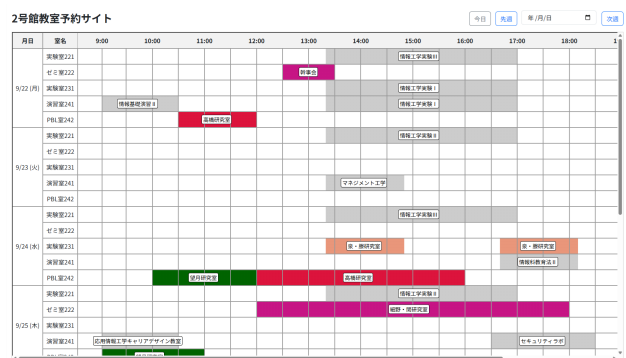 2号館教室予約サイト
今日 先週 年/月/日 次週
月日 室名 9:00 10:00 11:00 12:00 13:00 14:00 15:00 16:00 17:00 18:00
実験室221 情報工学実験III
ゼミ室222 幹事会
9/22 (月) 実験室231 情報工学実験 I
演習室241 情報基礎演習 II 情報工学実験 I
PBL室242 高橋研究室
実験室221 情報工学実験 II
ゼミ室222
9/23 (火) 実験室231
演習室241 マネジメント工学
PBL室242
実験室221 情報工学実験III
ゼミ室222
9/24 (水) 実験室231 泉・勝研究室 泉・勝研究室
演習室241 情報科教育法 II
PBL室242 望月研究室 高橋研究室
実験室221 情報工学実験 II
ゼミ室222 細野・関研究室
9/25 (木) 実験室231
演習室241 応用情報工学キャリアデザイン教室 セキュリティラボ